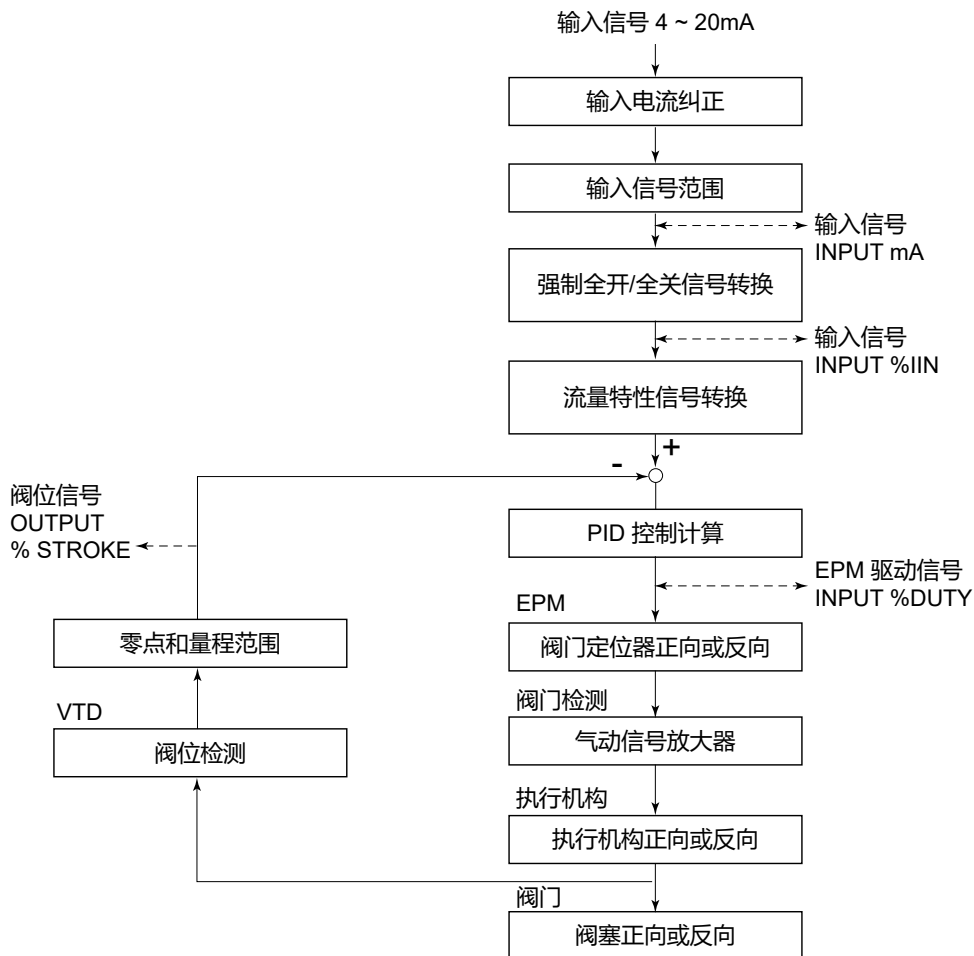 输入信号 4 ~ 20mA
输入电流纠正
输入信号范围
输入信号
INPUT mA
强制全开/全关信号转换
输入信号
INPUT %IIN
流量特性信号转换
+
-
阀位信号
OUTPUT
% STROKE
PID 控制计算
EPM 驱动信号
INPUT %DUTY
EPM
阀门定位器正向或反向
零点和量程范围
VTD
阀位检测
阀门检测
气动信号放大器
执行机构
执行机构正向或反向
阀门
阀塞正向或反向